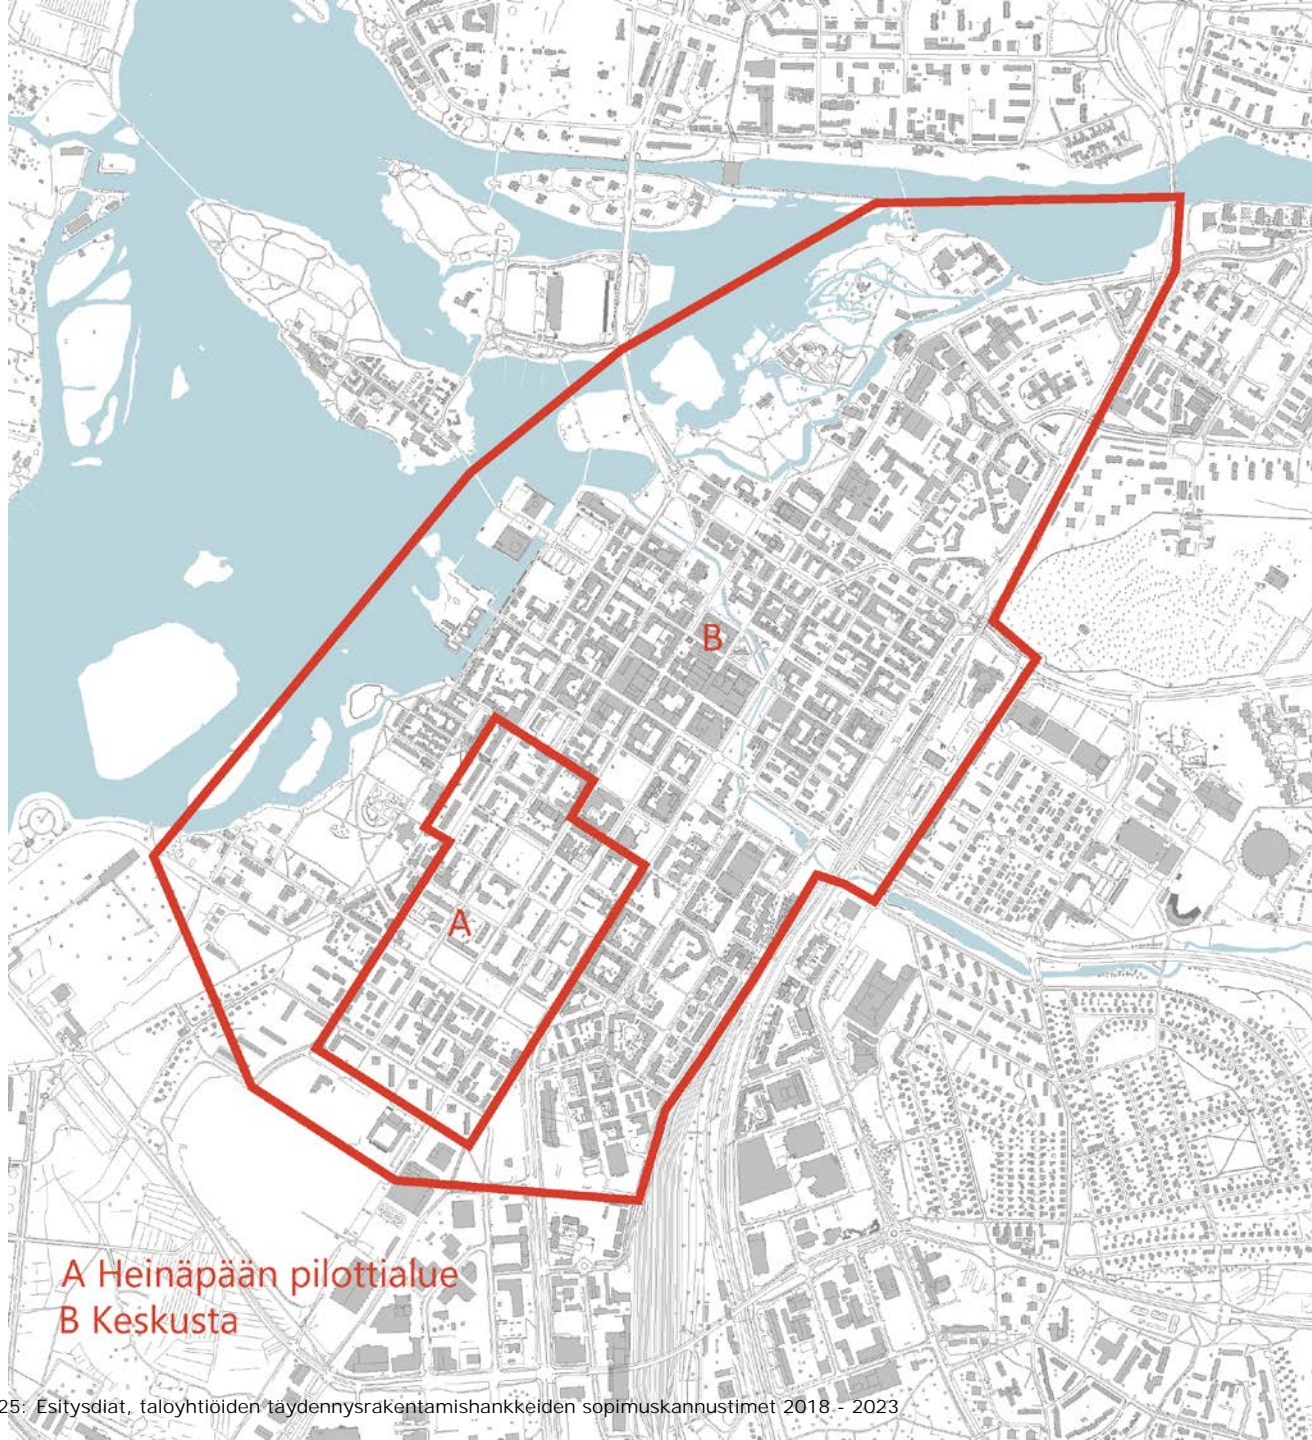 B
A
A Heinäpään pilottialue
B Keskusta
25: Esitysdiat, taloyhtiöiden täydennysrakentamishankkeiden sopimuskannustimet 2018 - 2023